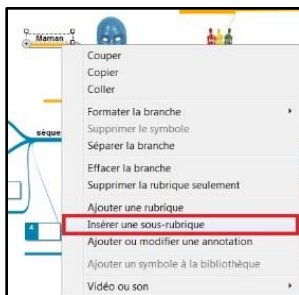 Maman
Couper
Copier
Coller
Formater la branche
Supprimer le symbole
Séparer la branche
séque
Effacer la branche
Supprimer la rubrique seulement
Ajouter une rubrique
Insérer une sous-rubrique
4
Ajouter ou modifier une annotation
Ajouter un symbole à la bibliothèque
Vidéo ou son